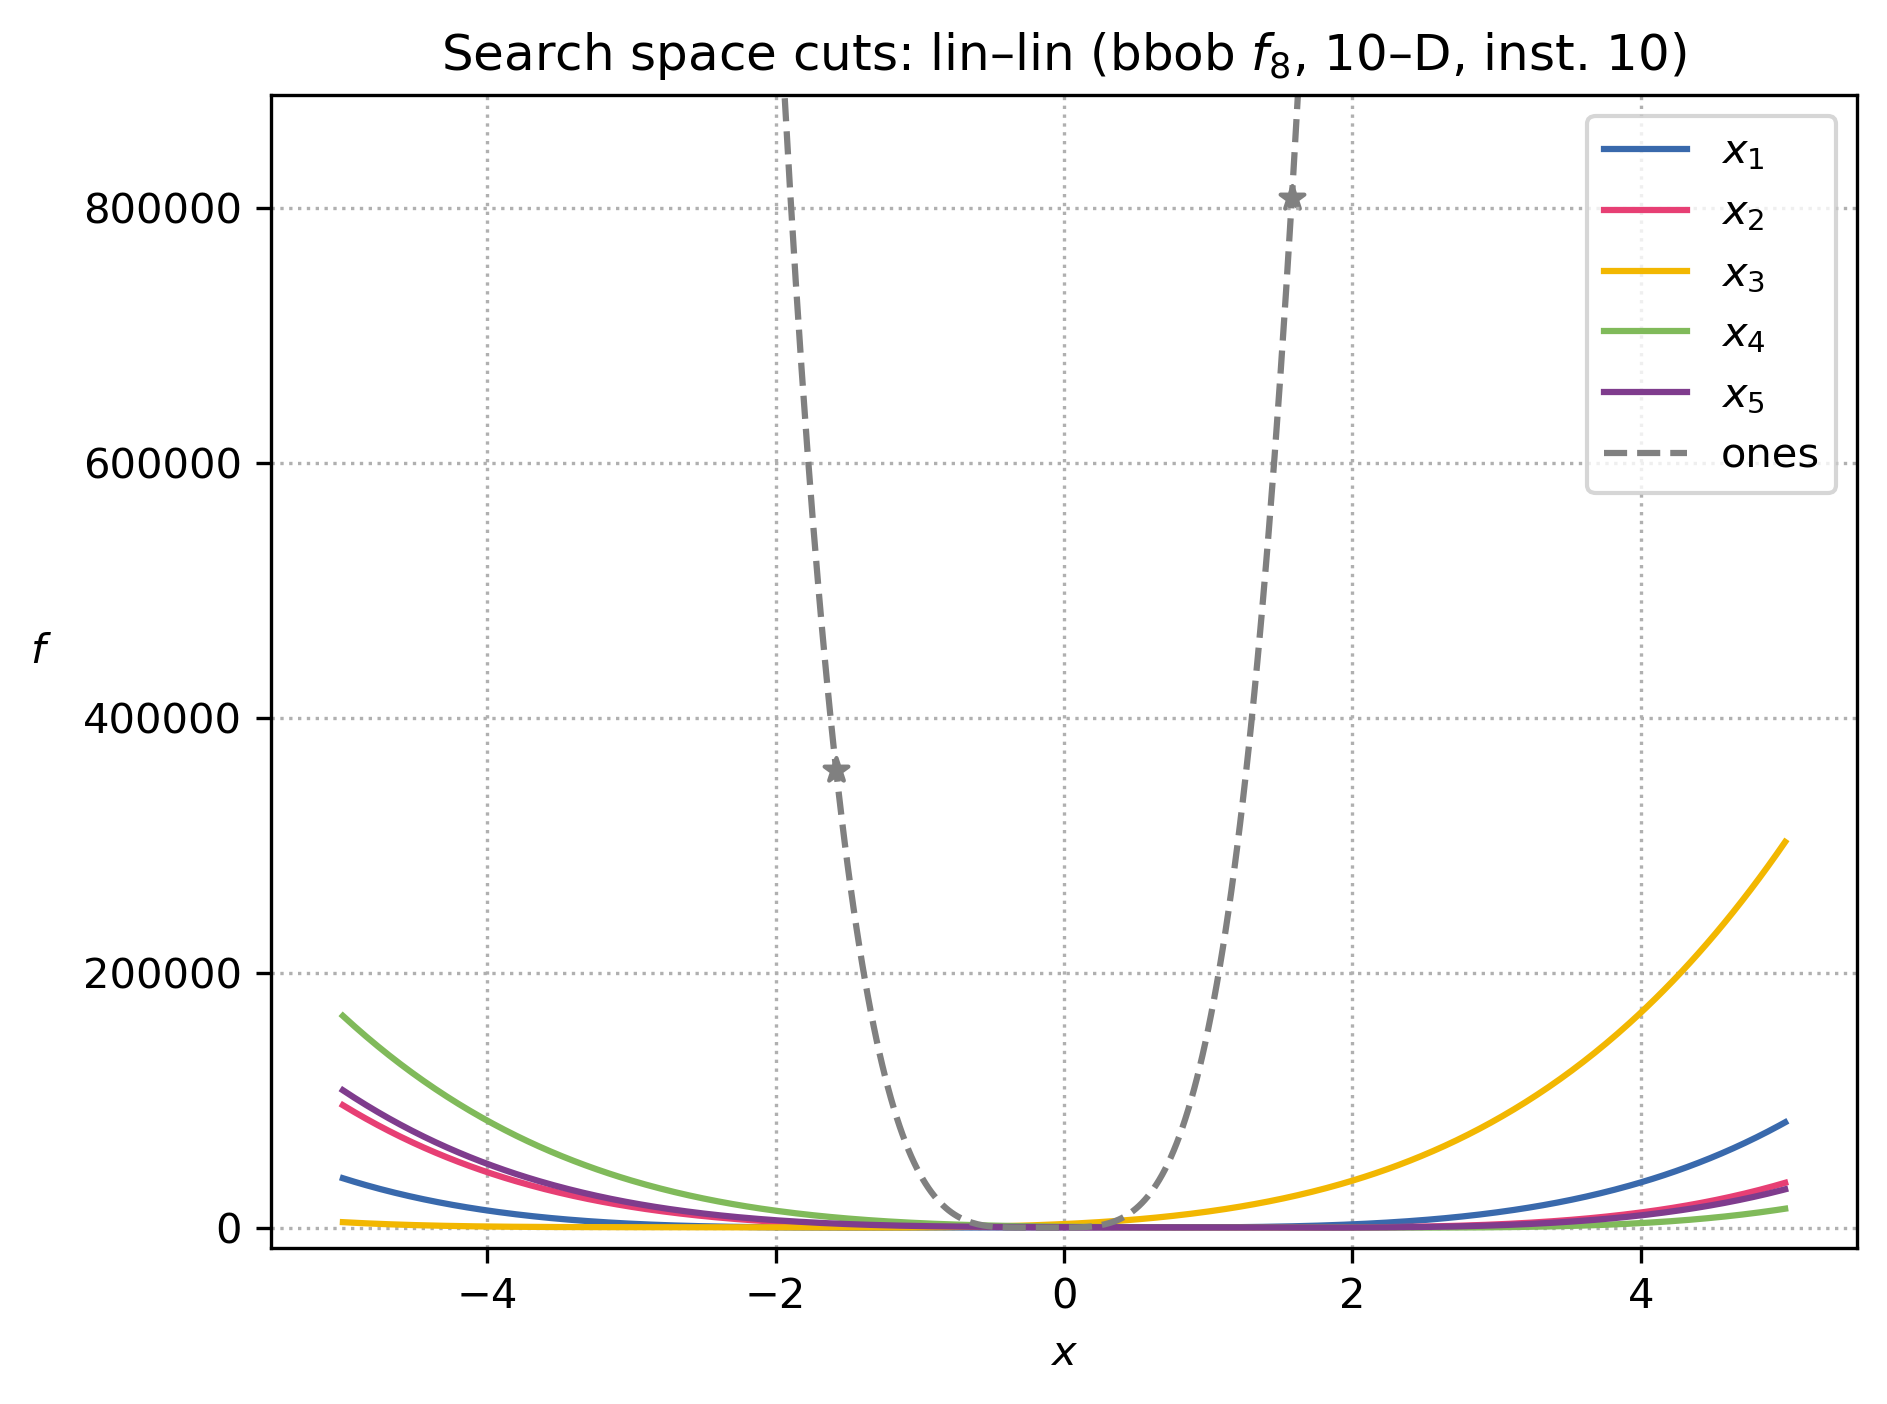 Search space cuts: lin–lin (bbob f₈, 10–D, inst. 10)
x₁
x₂
x₃
x₄
x₅
ones
800000
600000
400000
200000
0
f
−4 −2 0 2 4
x